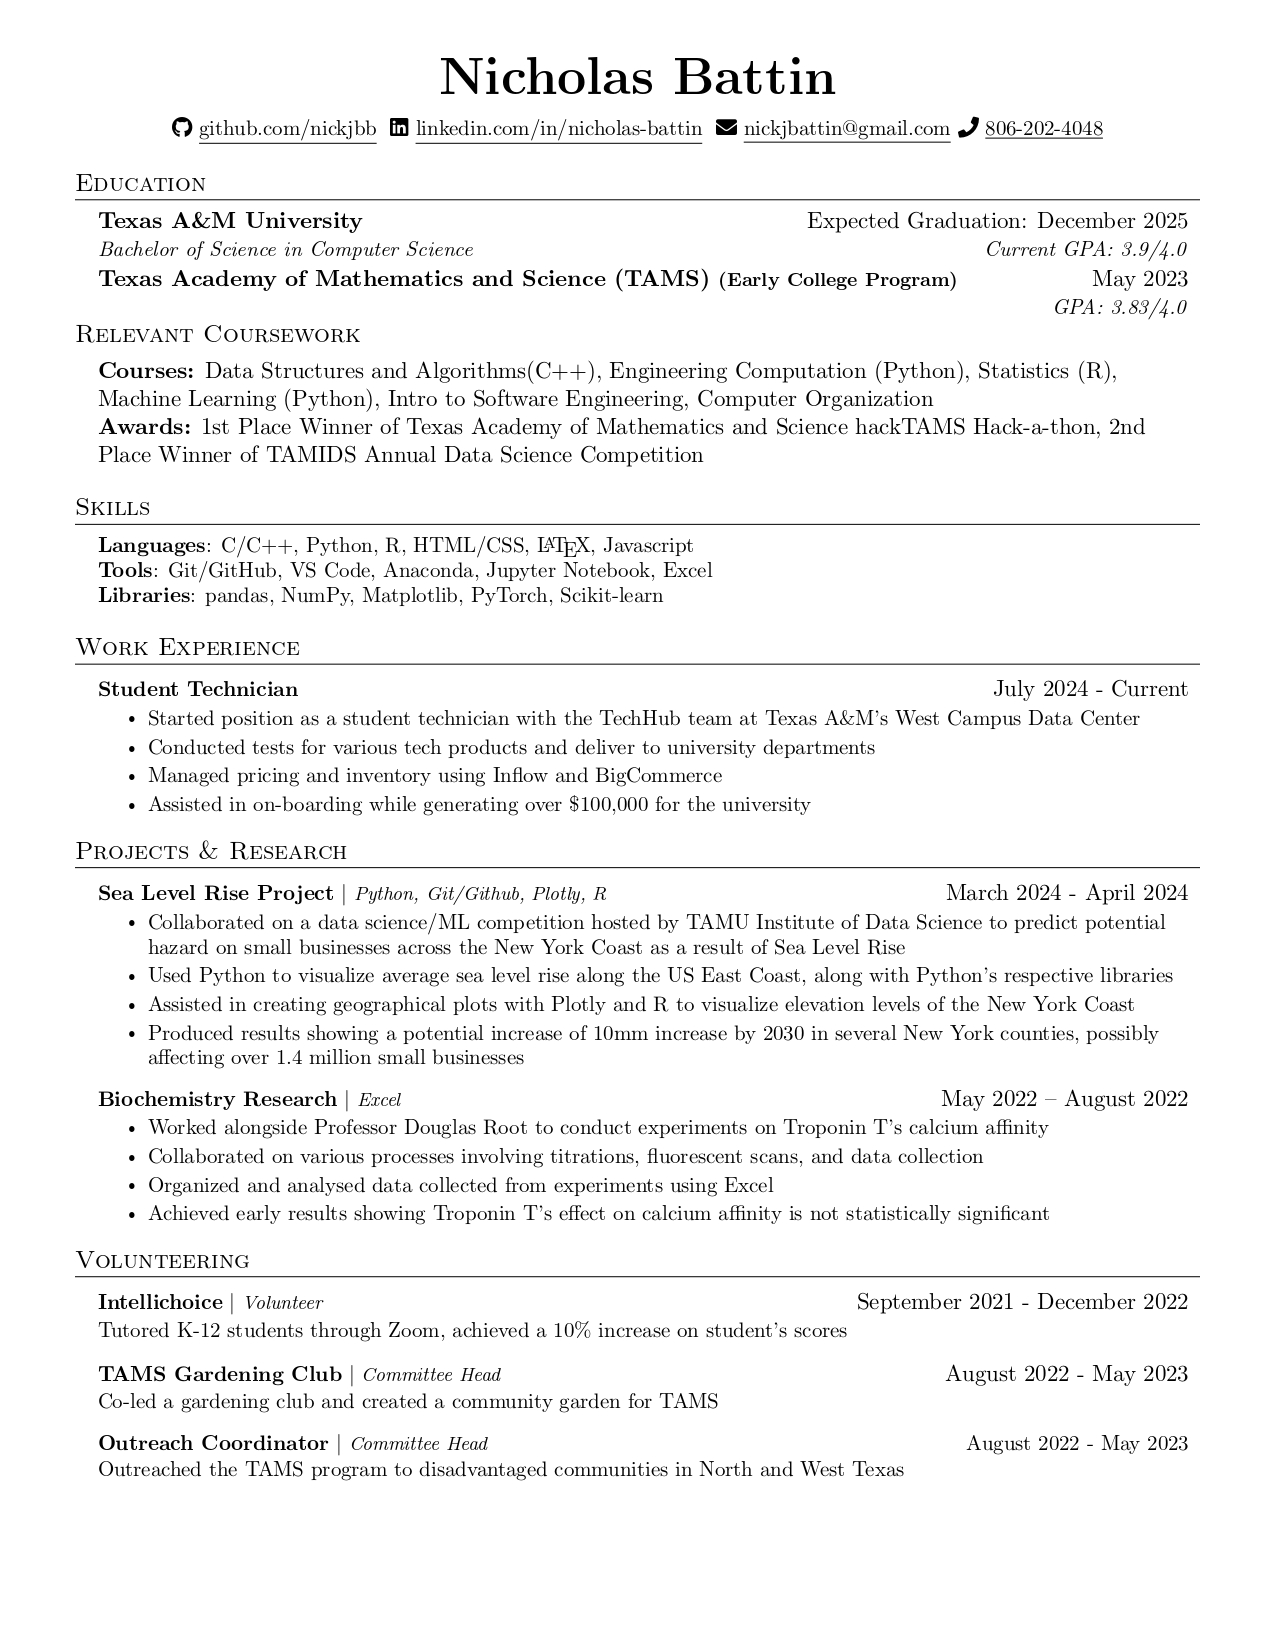 Nicholas Battin
github.com/nickjbb linkedin.com/in/nicholas-battin nickjbattin@gmail.com 806-202-4048
Education
Texas A&M University Expected Graduation: December 2025
Bachelor of Science in Computer Science Current GPA: 3.9/4.0
Texas Academy of Mathematics and Science (TAMS) (Early College Program) May 2023
GPA: 3.83/4.0
Relevant Coursework
Courses: Data Structures and Algorithms(C++), Engineering Computation (Python), Statistics (R),
Machine Learning (Python), Intro to Software Engineering, Computer Organization
Awards: 1st Place Winner of Texas Academy of Mathematics and Science hackTAMS Hack-a-thon, 2nd
Place Winner of TAMIDS Annual Data Science Competition
Skills
Languages: C/C++, Python, R, HTML/CSS, LATEX, Javascript
Tools: Git/GitHub, VS Code, Anaconda, Jupyter Notebook, Excel
Libraries: pandas, NumPy, Matplotlib, PyTorch, Scikit-learn
Work Experience
Student Technician July 2024 - Current
• Started position as a student technician with the TechHub team at Texas A&M's West Campus Data Center
• Conducted tests for various tech products and deliver to university departments
• Managed pricing and inventory using Inflow and BigCommerce
• Assisted in on-boarding while generating over $100,000 for the university
Projects & Research
Sea Level Rise Project | Python, Git/Github, Plotly, R March 2024 - April 2024
• Collaborated on a data science/ML competition hosted by TAMU Institute of Data Science to predict potential
hazard on small businesses across the New York Coast as a result of Sea Level Rise
• Used Python to visualize average sea level rise along the US East Coast, along with Python's respective libraries
• Assisted in creating geographical plots with Plotly and R to visualize elevation levels of the New York Coast
• Produced results showing a potential increase of 10mm increase by 2030 in several New York counties, possibly
affecting over 1.4 million small businesses
Biochemistry Research | Excel May 2022 – August 2022
• Worked alongside Professor Douglas Root to conduct experiments on Troponin T's calcium affinity
• Collaborated on various processes involving titrations, fluorescent scans, and data collection
• Organized and analysed data collected from experiments using Excel
• Achieved early results showing Troponin T's effect on calcium affinity is not statistically significant
Volunteering
Intellichoice | Volunteer September 2021 - December 2022
Tutored K-12 students through Zoom, achieved a 10% increase on student's scores
TAMS Gardening Club | Committee Head August 2022 - May 2023
Co-led a gardening club and created a community garden for TAMS
Outreach Coordinator | Committee Head August 2022 - May 2023
Outreached the TAMS program to disadvantaged communities in North and West Texas